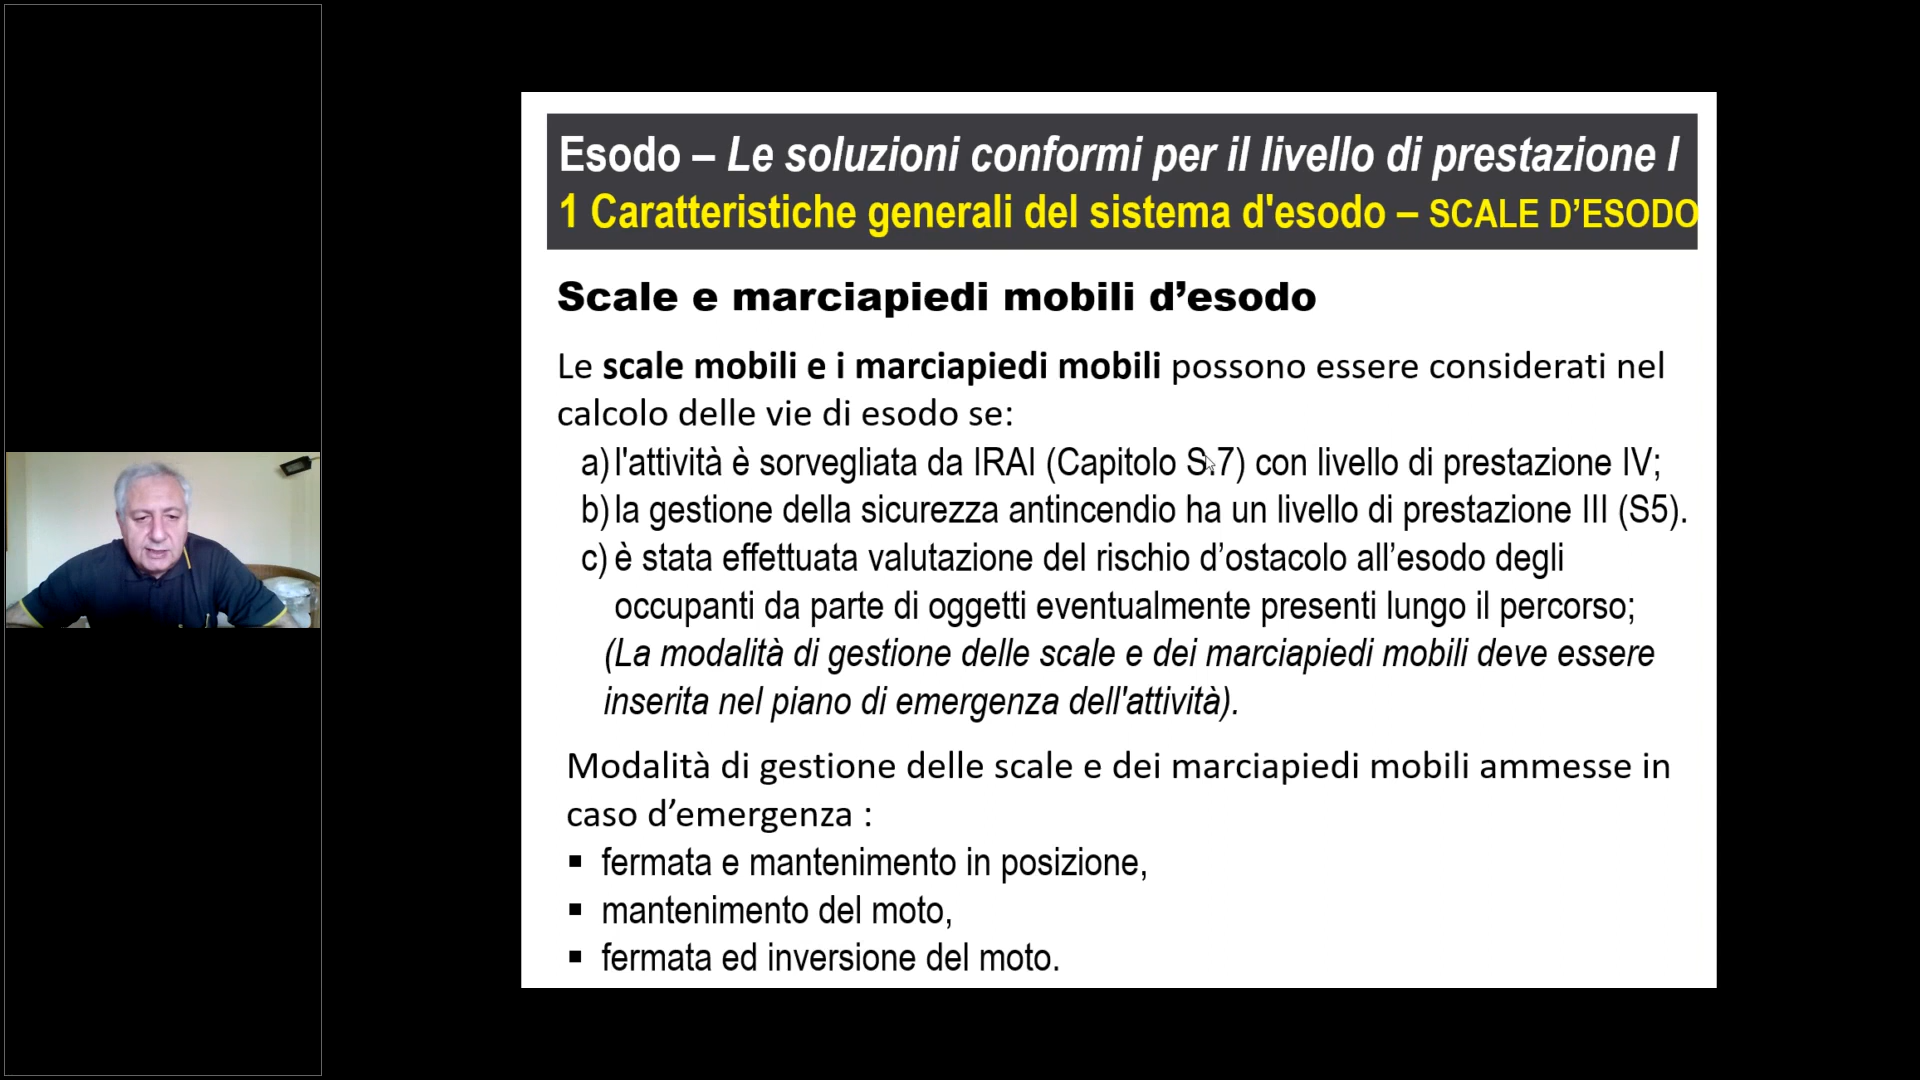 Esodo – Le soluzioni conformi per il livello di prestazione I
1 Caratteristiche generali del sistema d'esodo – SCALE D’ESODO
Scale e marciapiedi mobili d’esodo
Le scale mobili e i marciapiedi mobili possono essere considerati nel
calcolo delle vie di esodo se:
a) l'attività è sorvegliata da IRAI (Capitolo S.7) con livello di prestazione IV;
b) la gestione della sicurezza antincendio ha un livello di prestazione III (S5).
c) è stata effettuata valutazione del rischio d’ostacolo all’esodo degli
occupanti da parte di oggetti eventualmente presenti lungo il percorso;
(La modalità di gestione delle scale e dei marciapiedi mobili deve essere
inserita nel piano di emergenza dell'attività).
Modalità di gestione delle scale e dei marciapiedi mobili ammesse in
caso d’emergenza :
▪ fermata e mantenimento in posizione,
▪ mantenimento del moto,
▪ fermata ed inversione del moto.